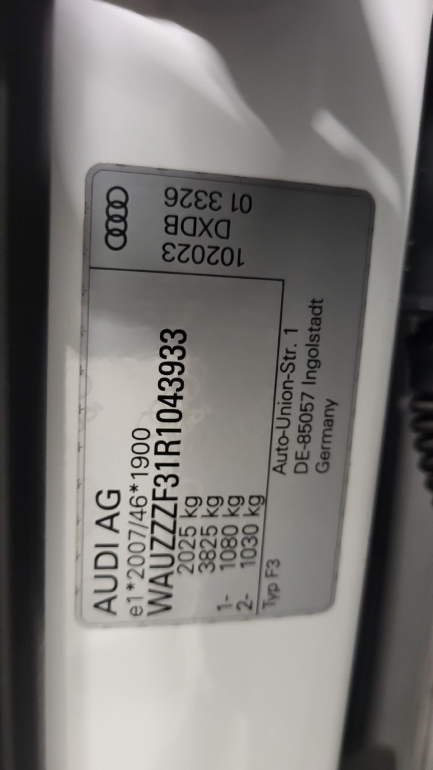 AUDI AG
e1*2007/46*1900
WAUZZZF31R1043933
2025 kg
3825 kg
1- 1080 kg
2- 1030 kg
Typ F3
Auto-Union-Str. 1
DE-85057 Ingolstadt
Germany
102023
DXDB
01 3326